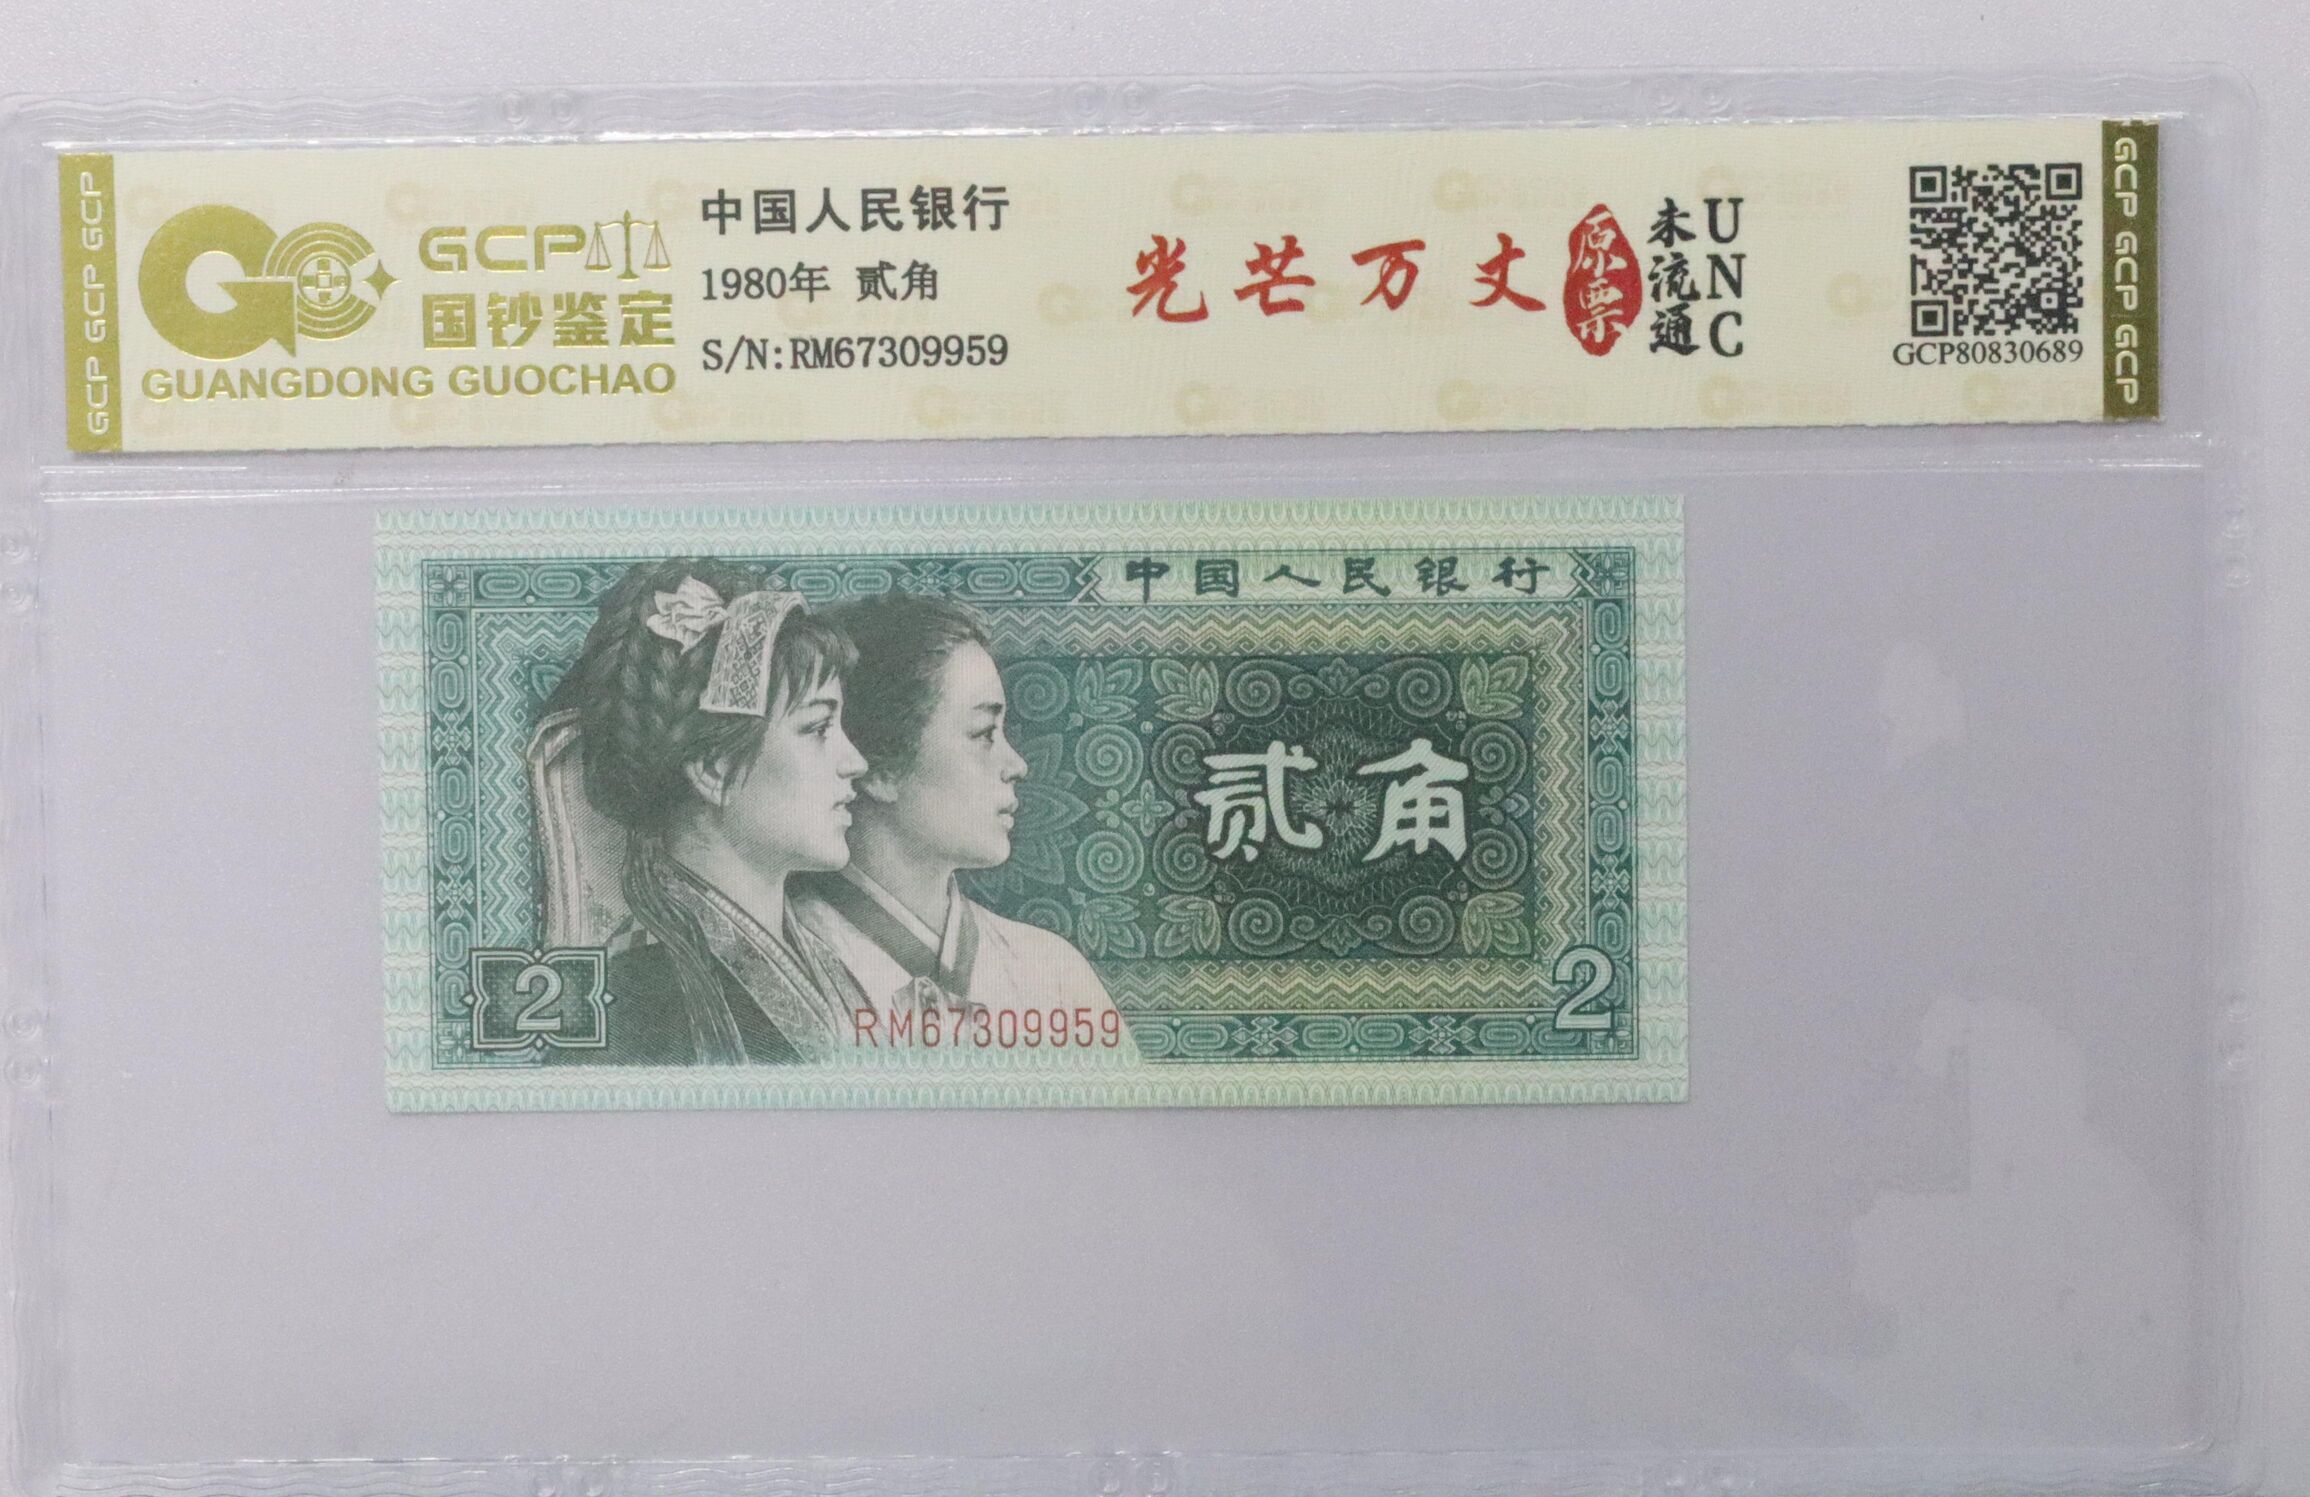 GCP GCP GCP
GCP
国钞鉴定
GUANGDONG GUOCHAO
中国人民银行
1980年 贰角
S/N:RM67309959
光芒万丈
原票
未流通
UNC
GCP80830689
GCP GCP GCP
中国人民银行
贰角
2
2
RM67309959